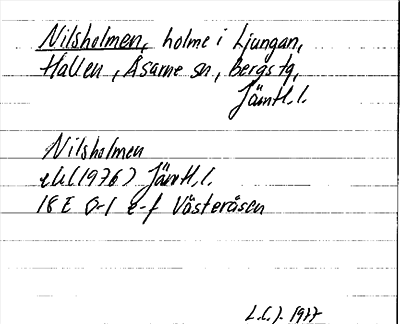 Nilsholmen, holme i Ljungan,
Hallen, Åsarne sn, Bergs tg,
Jämtl. l.
Nilsholmen
ek (1976) Jämtl. l.
18 E 0-1 e-f Västeråsen
L.C.J. 1977